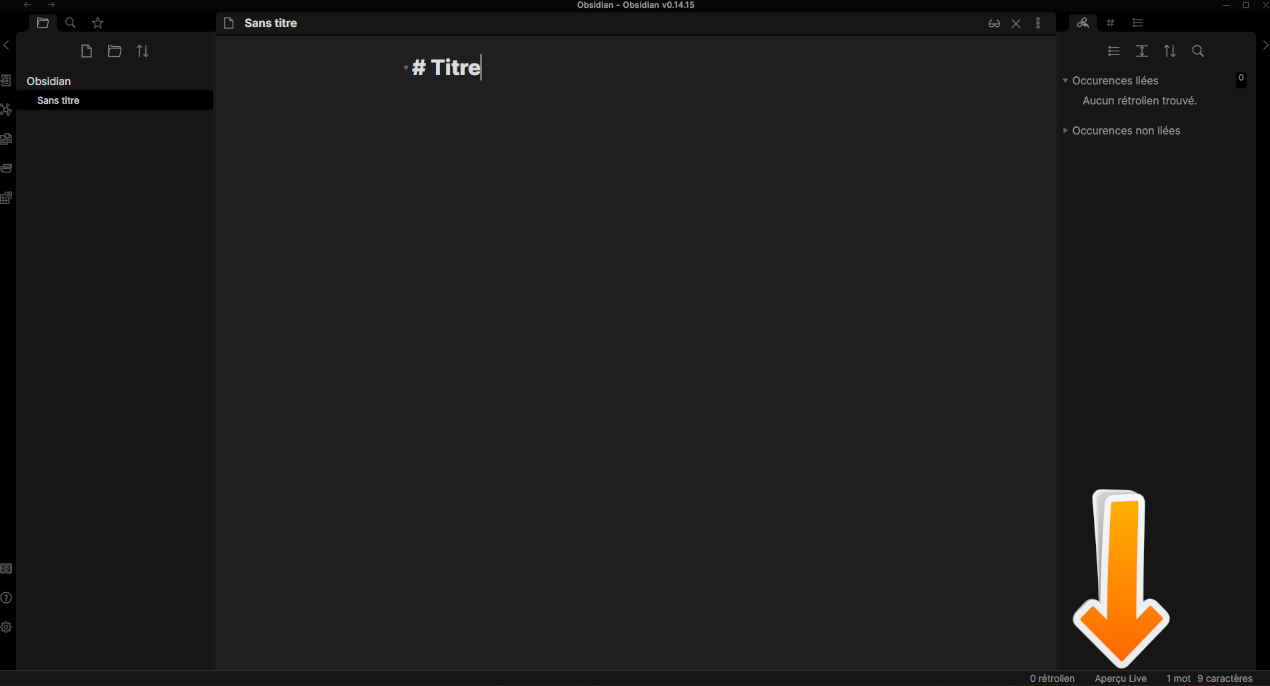 Obsidian - Obsidian v0.14.15
Sans titre
# Titre
Obsidian
Sans titre
Occurences liées
0
Aucun rétrolien trouvé.
Occurences non liées
0 rétrolien Aperçu Live 1 mot 9 caractères